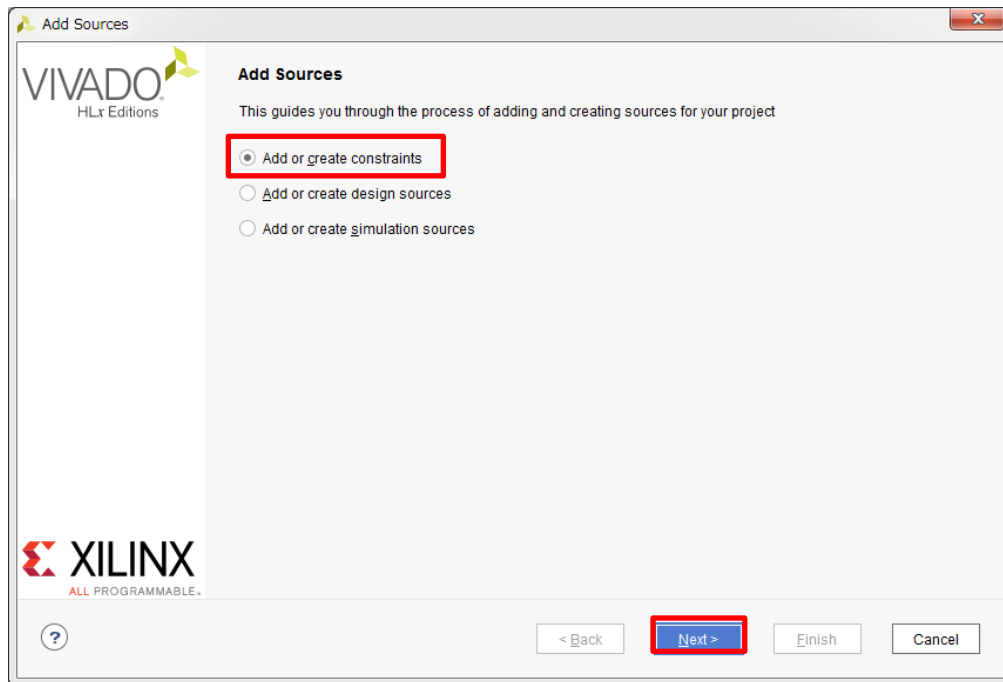 Add Sources
VIVADO
HLx Editions
Add Sources
This guides you through the process of adding and creating sources for your project
Add or create constraints
Add or create design sources
Add or create simulation sources
XILINX
ALL PROGRAMMABLE™
?
< Back
Next >
Finish
Cancel